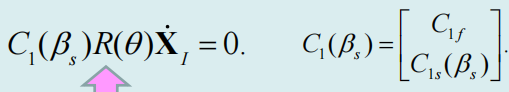 C₁(βₛ)R(θ)Ẋ_I = 0.    C₁(βₛ) = [C₁f; C₁ₛ(βₛ)].